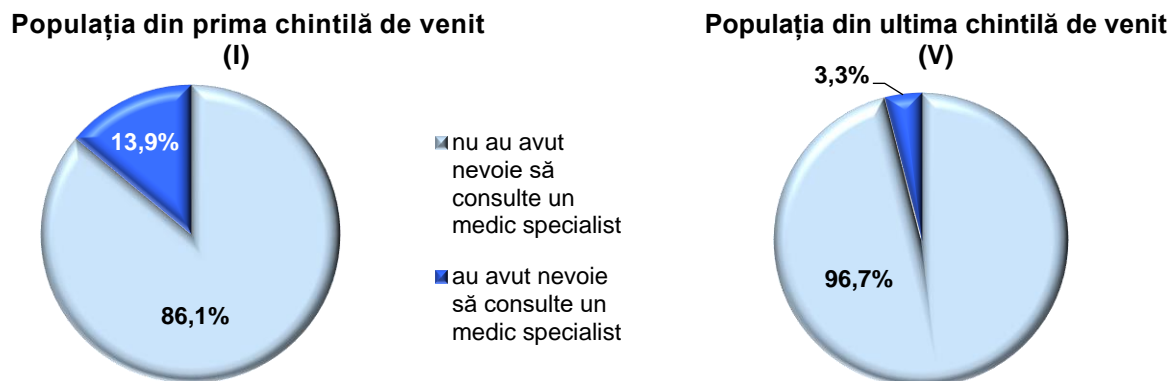 Populația din prima chintilă de venit
(I)
13,9%
86,1%
nu au avut
nevoie să
consulte un
medic specialist
au avut nevoie
să consulte un
medic specialist
Populația din ultima chintilă de venit
(V)
3,3%
96,7%